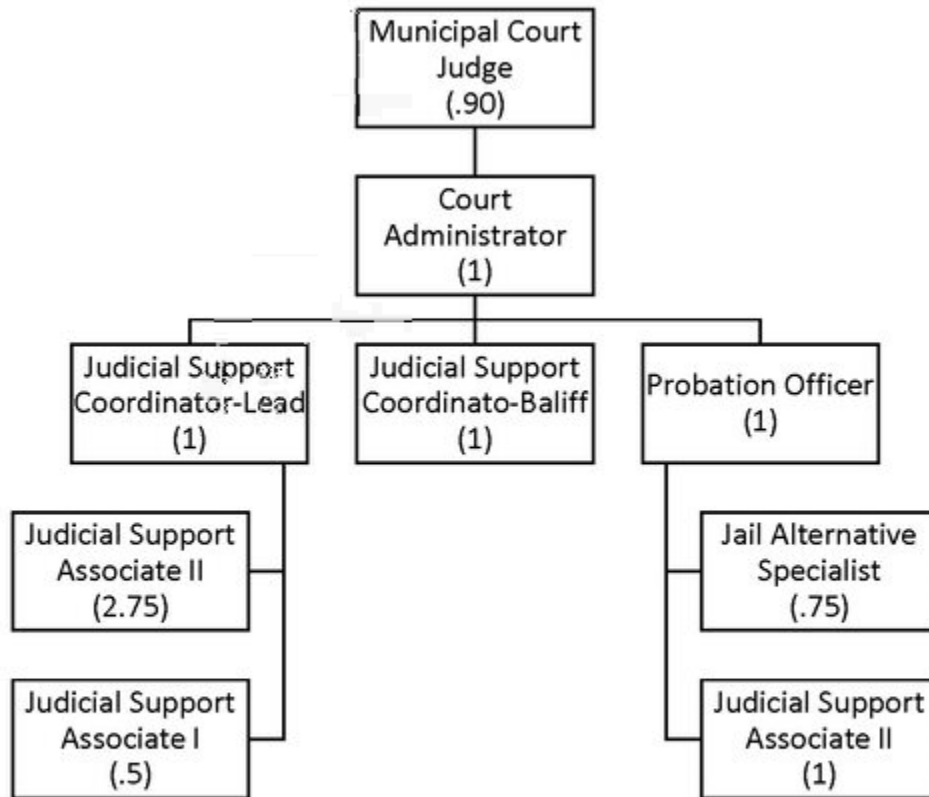 Municipal Court
Judge
(.90)
Court
Administrator
(1)
Judicial Support
Coordinator-Lead
(1)
Judicial Support
Coordinato-Baliff
(1)
Probation Officer
(1)
Judicial Support
Associate II
(2.75)
Jail Alternative
Specialist
(.75)
Judicial Support
Associate I
(.5)
Judicial Support
Associate II
(1)